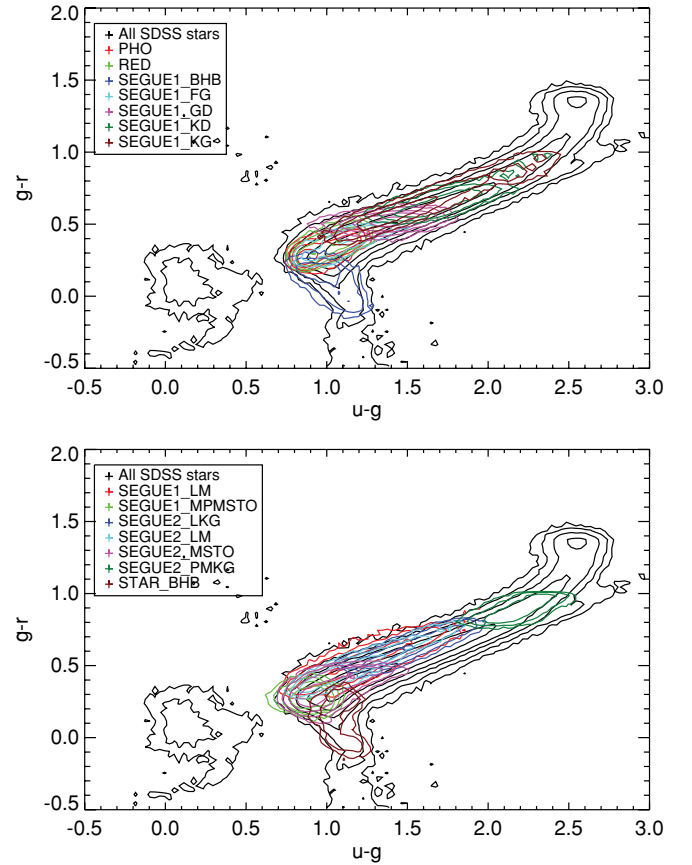 2.0
1.5
1.0
0.5
0.0
-0.5
g-r
All SDSS stars
PHO
RED
SEGUE1_BHB
SEGUE1_FG
SEGUE1_GD
SEGUE1_KD
SEGUE1_KG
-0.5 0.0 0.5 1.0 1.5 2.0 2.5 3.0
u-g
2.0
1.5
1.0
0.5
0.0
-0.5
g-r
All SDSS stars
SEGUE1_LM
SEGUE1_MPMSTO
SEGUE2_LKG
SEGUE2_LM
SEGUE2_MSTO
SEGUE2_PMKG
STAR_BHB
-0.5 0.0 0.5 1.0 1.5 2.0 2.5 3.0
u-g